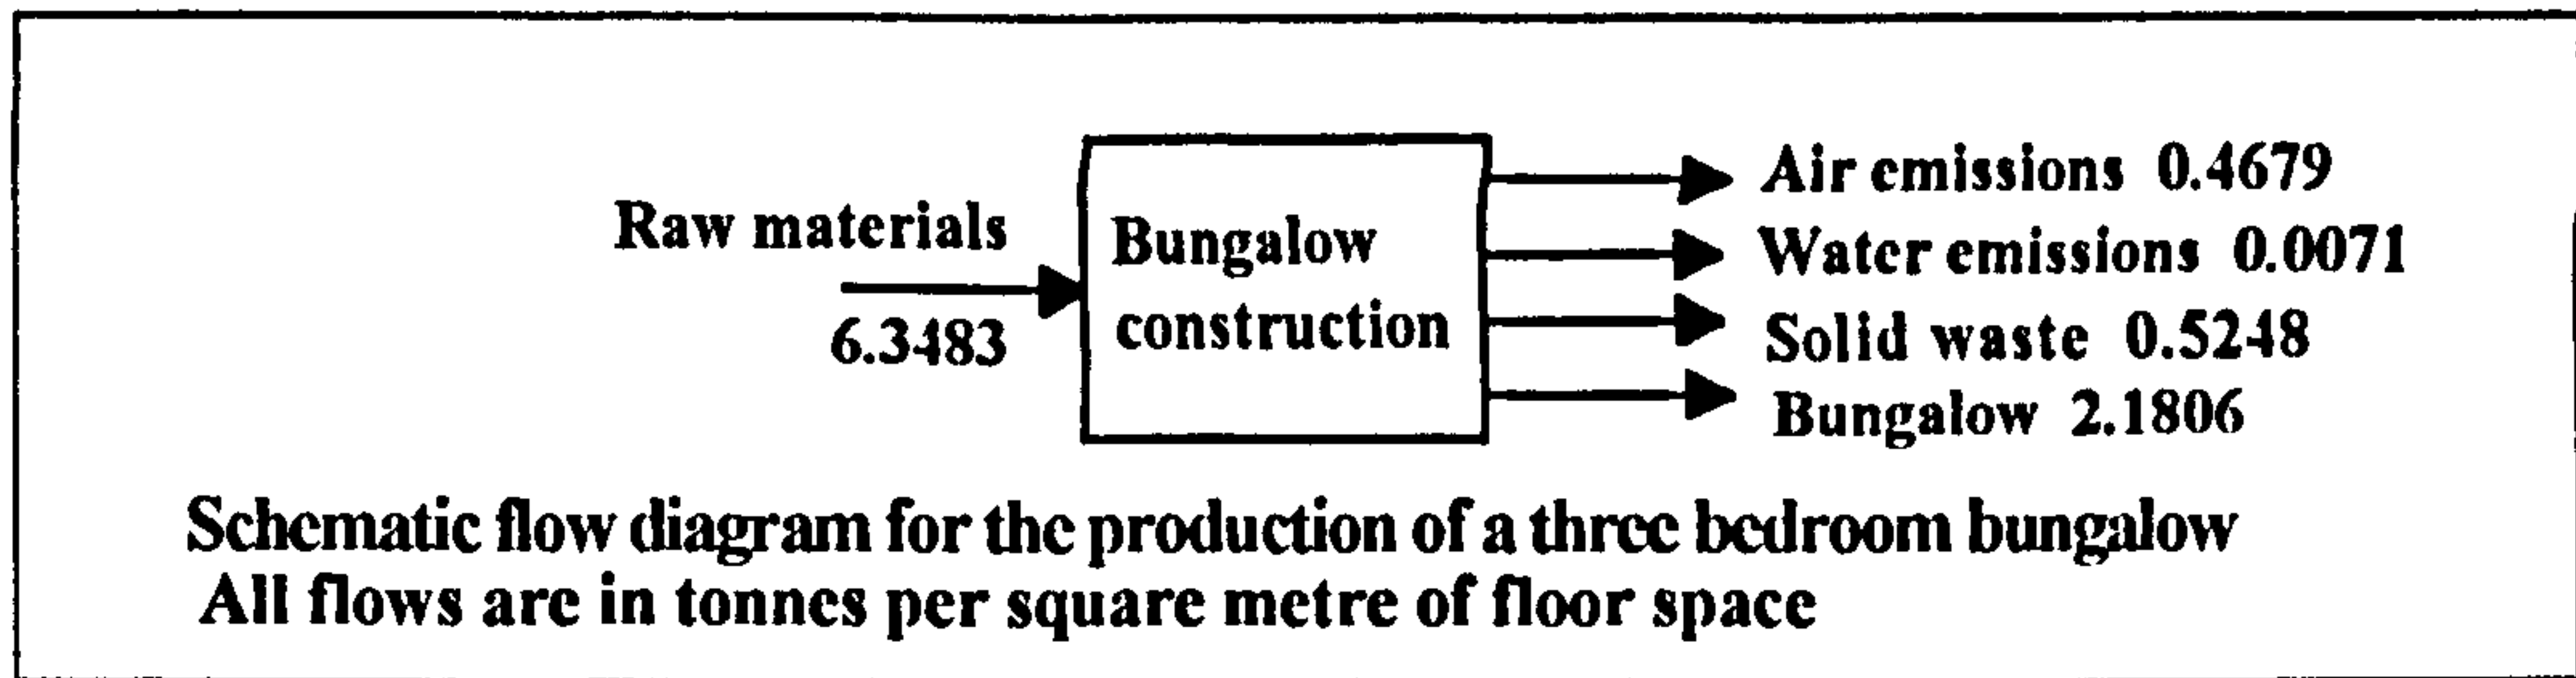 Raw materials
6.3483
Bungalow
construction
Air emissions 0.4679
Water emissions 0.0071
Solid waste 0.5248
Bungalow 2.1806
Schematic flow diagram for the production of a three bedroom bungalow
All flows are in tonnes per square metre of floor space